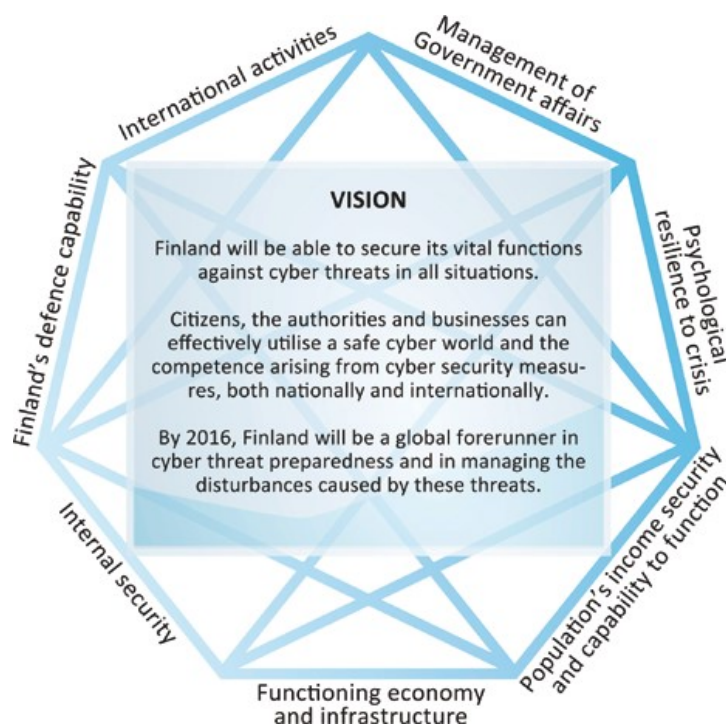 International activities
Management of
Government affairs
Psychological
resilience to crisis
Finland's defence capability
VISION
Finland will be able to secure its vital functions
against cyber threats in all situations.
Citizens, the authorities and businesses can
effectively utilise a safe cyber world and the
competence arising from cyber security measu-
res, both nationally and internationally.
By 2016, Finland will be a global forerunner in
cyber threat preparedness and in managing the
disturbances caused by these threats.
Internal security
Population's income security
and capability to function
Functioning economy
and infrastructure